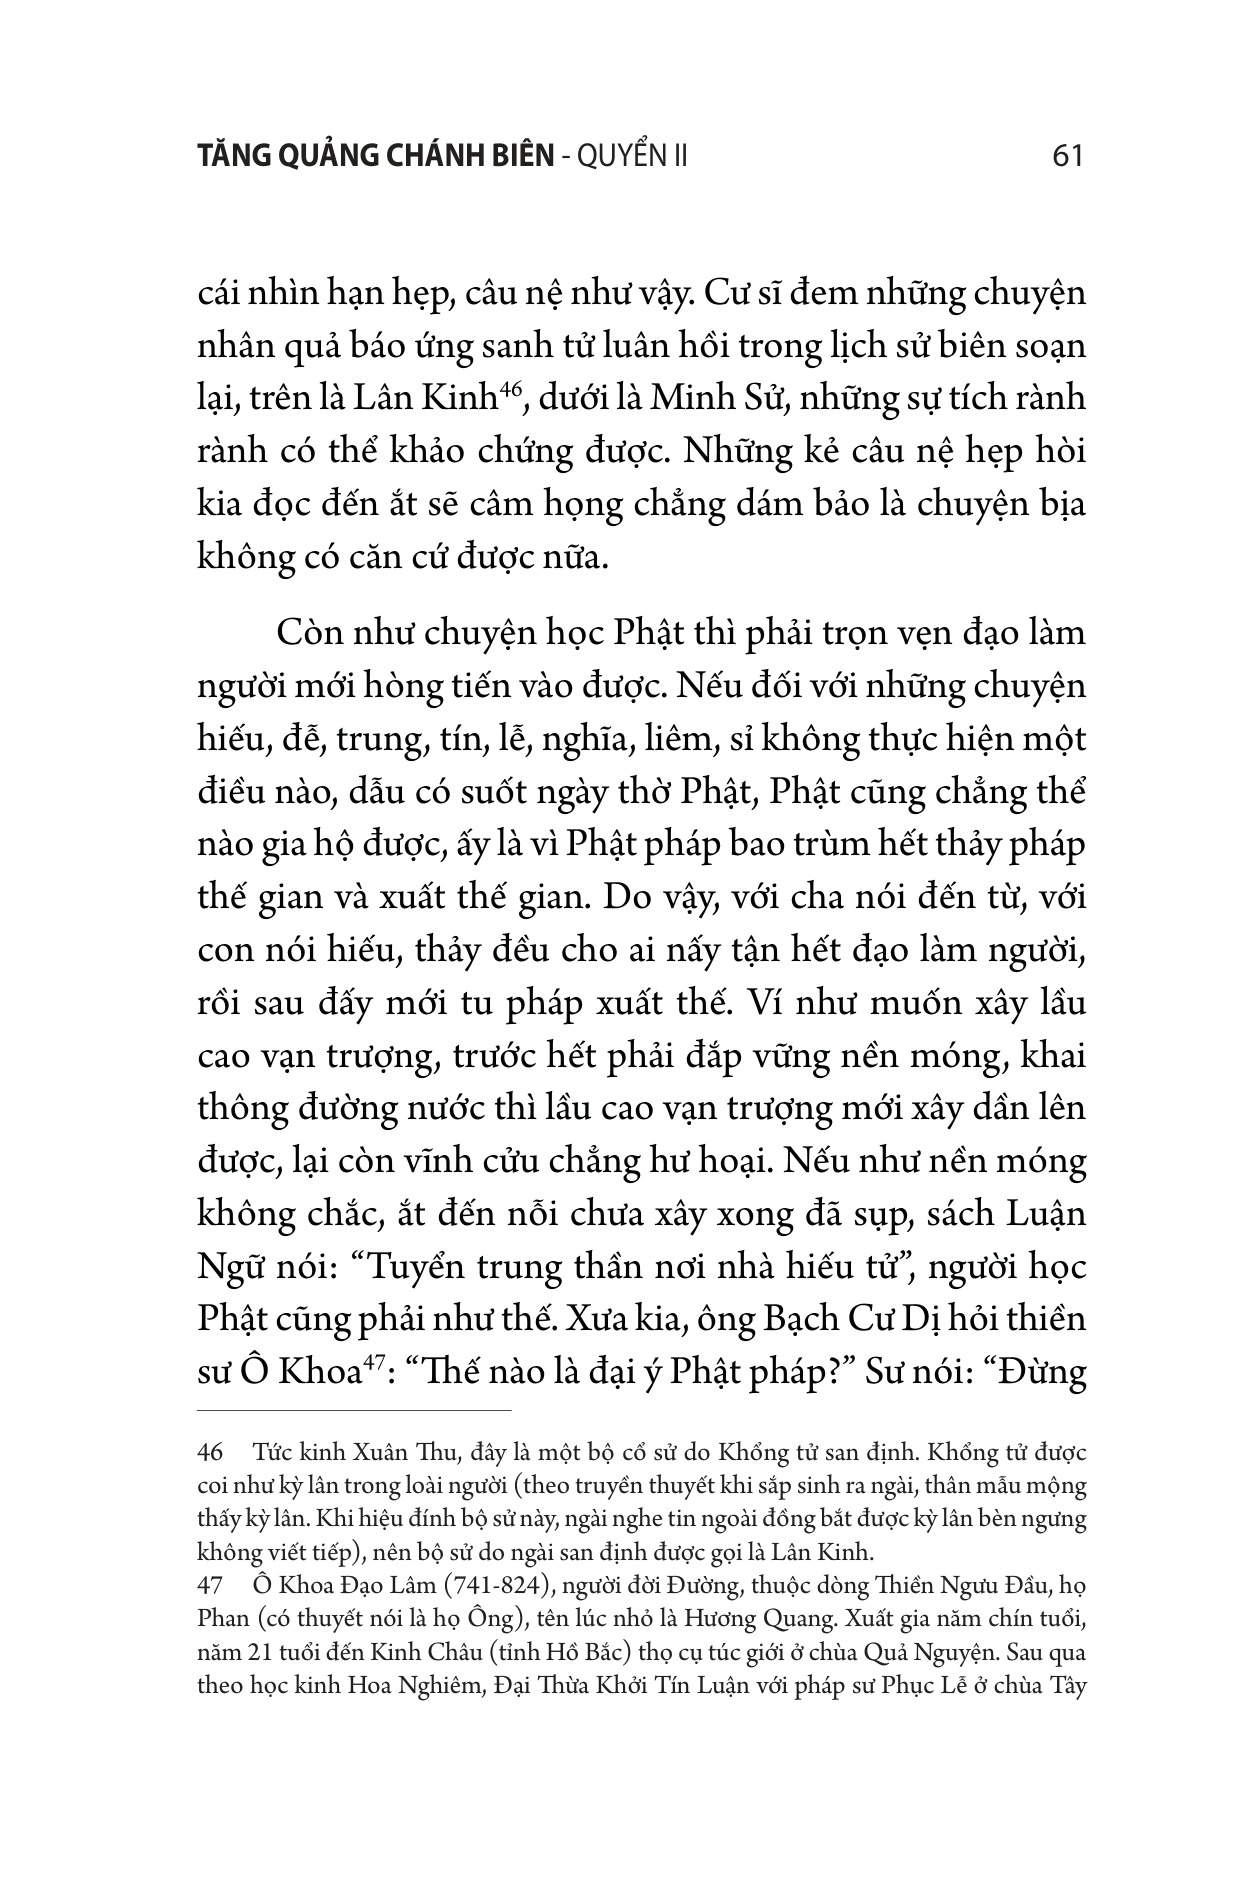 TĂNG QUẢNG CHÁNH BIÊN - QUYỂN II 61
cái nhìn hạn hẹp, câu nệ như vậy. Cư sĩ đem những chuyện
nhân quả báo ứng sanh tử luân hồi trong lịch sử biên soạn
lại, trên là Lân Kinh46, dưới là Minh Sử, những sự tích rành
rành có thể khảo chứng được. Những kẻ câu nệ hẹp hòi
kia đọc đến ắt sẽ câm họng chẳng dám bảo là chuyện bịa
không có căn cứ được nữa.
Còn như chuyện học Phật thì phải trọn vẹn đạo làm
người mới hòng tiến vào được. Nếu đối với những chuyện
hiếu, đễ, trung, tín, lễ, nghĩa, liêm, sỉ không thực hiện một
điều nào, dẫu có suốt ngày thờ Phật, Phật cũng chẳng thể
nào gia hộ được, ấy là vì Phật pháp bao trùm hết thảy pháp
thế gian và xuất thế gian. Do vậy, với cha nói đến từ, với
con nói hiếu, thảy đều cho ai nấy tận hết đạo làm người,
rồi sau đấy mới tu pháp xuất thế. Ví như muốn xây lầu
cao vạn trượng, trước hết phải đắp vững nền móng, khai
thông đường nước thì lầu cao vạn trượng mới xây dần lên
được, lại còn vĩnh cửu chẳng hư hoại. Nếu như nền móng
không chắc, ắt đến nỗi chưa xây xong đã sụp, sách Luận
Ngữ nói: “Tuyển trung thần nơi nhà hiếu tử”, người học
Phật cũng phải như thế. Xưa kia, ông Bạch Cư Dị hỏi thiền
sư Ô Khoa47: “Thế nào là đại ý Phật pháp?” Sư nói: “Đừng
46 Tức kinh Xuân Thu, đây là một bộ cổ sử do Khổng tử san định. Khổng tử được
coi như kỳ lân trong loài người (theo truyền thuyết khi sắp sinh ra ngài, thân mẫu mộng
thấy kỳ lân. Khi hiệu đính bộ sử này, ngài nghe tin ngoài đồng bắt được kỳ lân bèn ngưng
không viết tiếp), nên bộ sử do ngài san định được gọi là Lân Kinh.
47 Ô Khoa Đạo Lâm (741-824), người đời Đường, thuộc dòng Thiền Ngưu Đầu, họ
Phan (có thuyết nói là họ Ông), tên lúc nhỏ là Hương Quang. Xuất gia năm chín tuổi,
năm 21 tuổi đến Kinh Châu (tỉnh Hồ Bắc) thọ cụ túc giới ở chùa Quả Nguyện. Sau qua
theo học kinh Hoa Nghiêm, Đại Thừa Khởi Tín Luận với pháp sư Phục Lễ ở chùa Tây